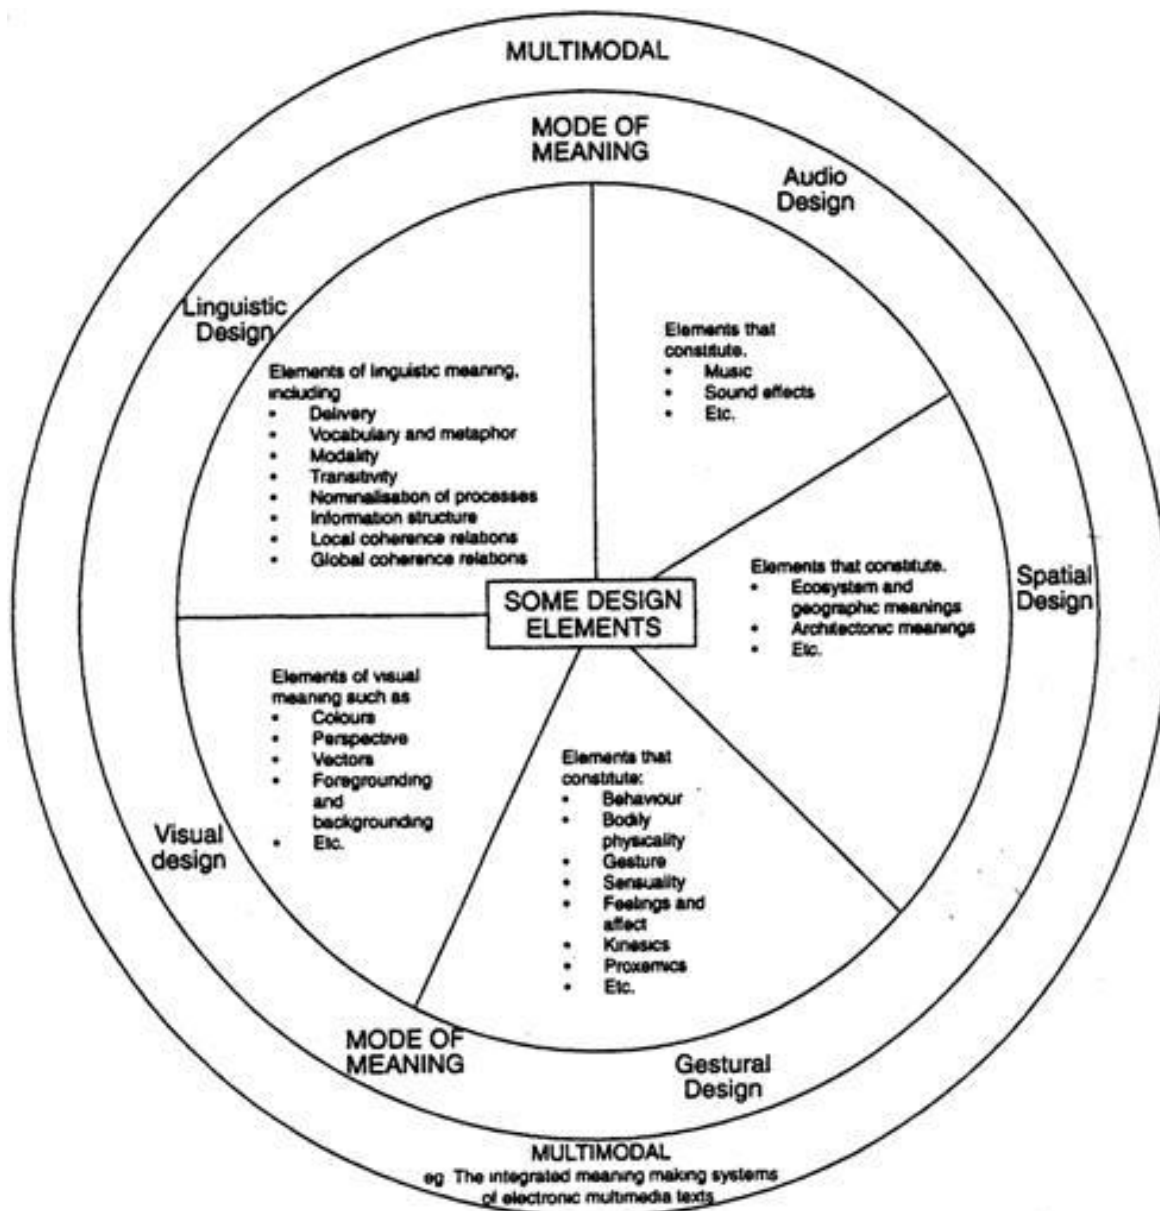 MULTIMODAL
MODE OF
MEANING
Audio
Design
Linguistic
Design
Elements of linguistic meaning,
including
• Delivery
• Vocabulary and metaphor
• Modality
• Transitivity
• Nominalisation of processes
• Information structure
• Local coherence relations
• Global coherence relations
Elements that
constitute.
• Music
• Sound effects
• Etc.
Elements that constitute.
• Ecosystem and
geographic meanings
• Architectonic meanings
• Etc.
Spatial
Design
SOME DESIGN
ELEMENTS
Elements of visual
meaning such as
• Colours
• Perspective
• Vectors
• Foregrounding
and
backgrounding
• Etc.
Visual
design
Elements that
constitute:
• Behaviour
• Bodily
physicality
• Gesture
• Sensuality
• Feelings and
affect
• Kinesics
• Proxemics
• Etc.
MODE OF
MEANING
Gestural
Design
MULTIMODAL
eg The integrated meaning making systems
of electronic multimedia texts